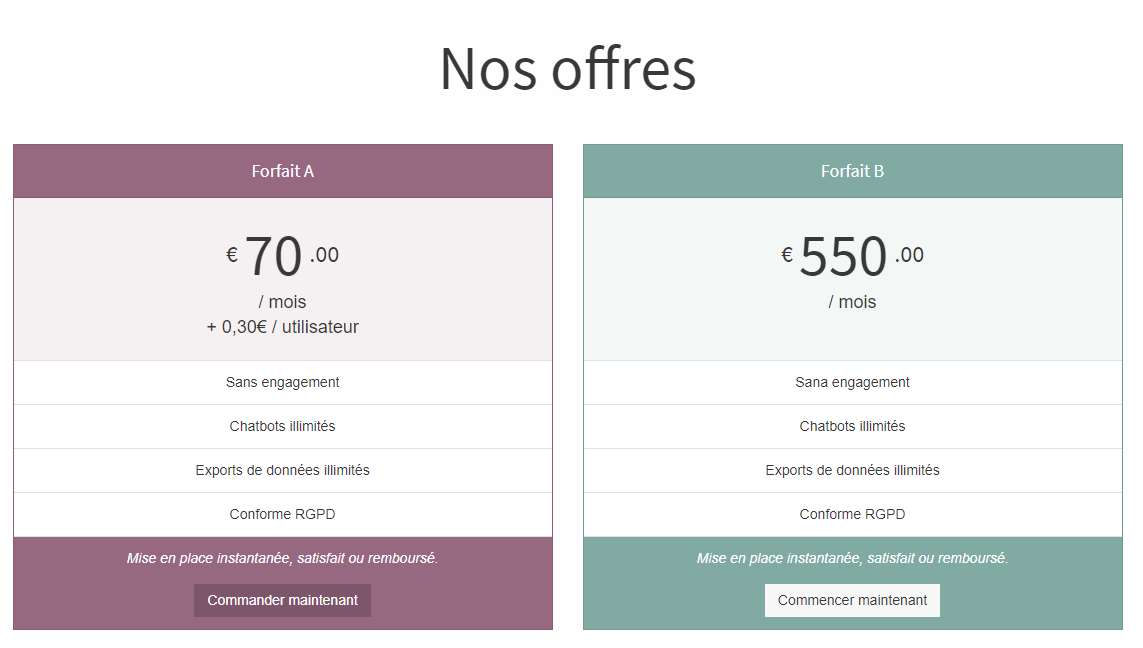 Nos offres
Forfait A
€ 70 .00
/ mois
+ 0,30€ / utilisateur
Sans engagement
Chatbots illimités
Exports de données illimités
Conforme RGPD
Mise en place instantanée, satisfait ou remboursé.
Commander maintenant
Forfait B
€ 550 .00
/ mois
Sana engagement
Chatbots illimités
Exports de données illimités
Conforme RGPD
Mise en place instantanée, satisfait ou remboursé.
Commencer maintenant